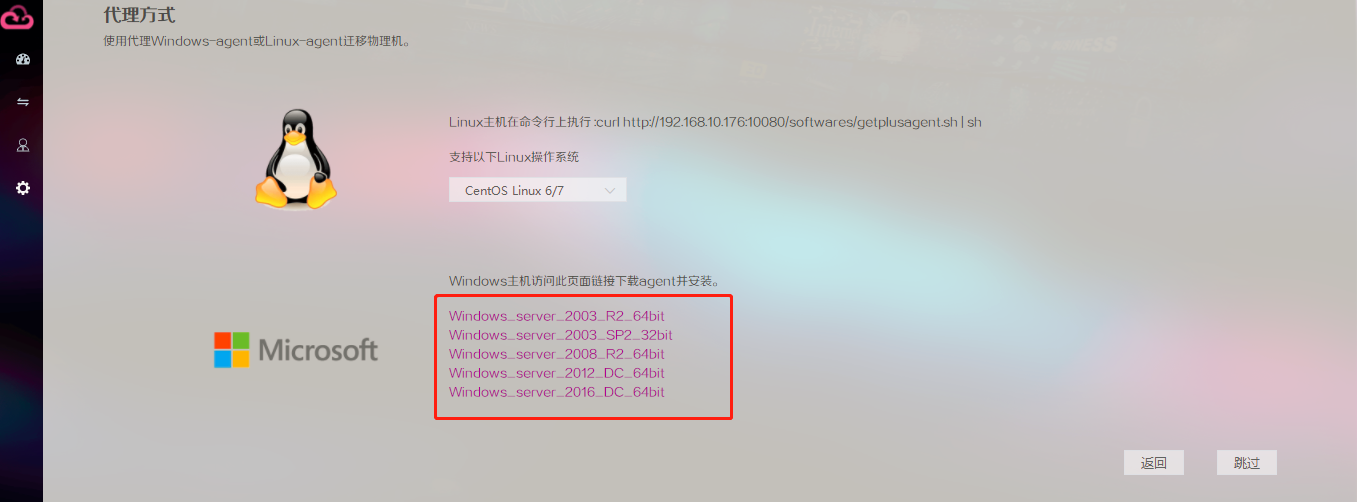 代理方式
使用代理Windows-agent或Linux-agent迁移物理机。
Linux主机在命令行上执行 :curl http://192.168.10.176:10080/softwares/getplusagent.sh | sh
支持以下Linux操作系统
CentOS Linux 6/7
Windows主机访问此页面链接下载agent并安装。
Windows_server_2003_R2_64bit
Windows_server_2003_SP2_32bit
Windows_server_2008_R2_64bit
Windows_server_2012_DC_64bit
Windows_server_2016_DC_64bit
Microsoft
返回
跳过